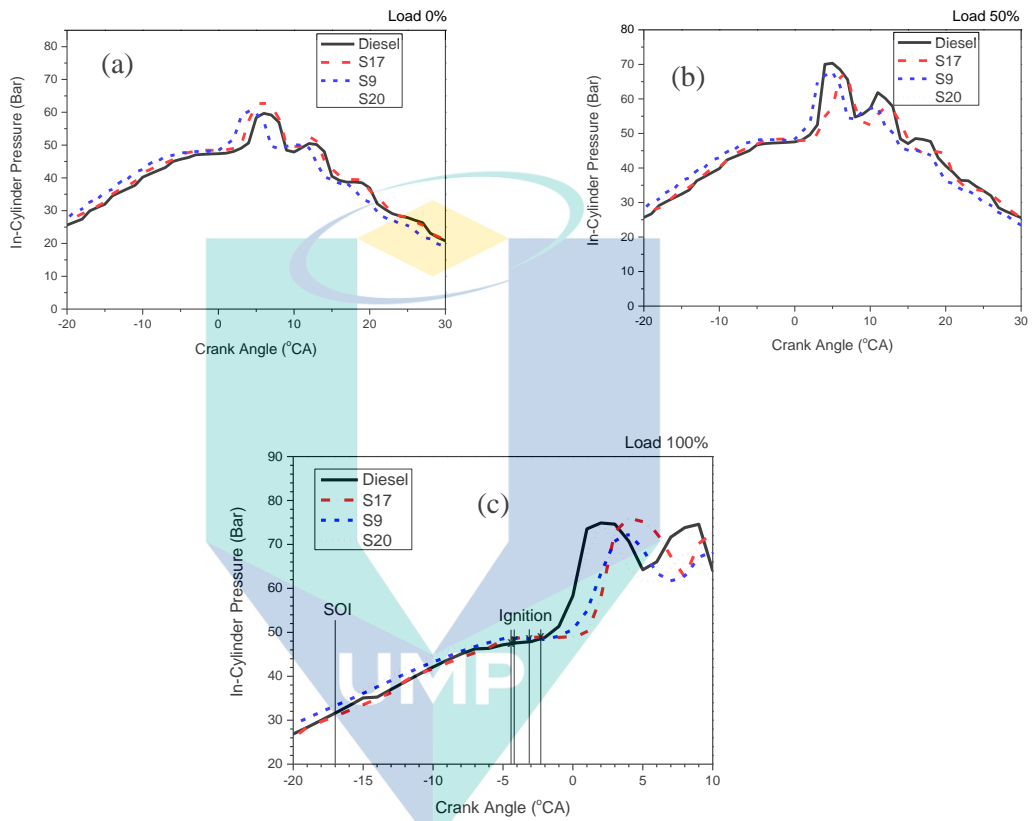 Load 0%
(a)
Diesel
S17
S9
S20
80
70
60
50
40
30
20
10
0
In-Cylinder Pressure (Bar)
-20
-10
0
10
20
30
Crank Angle (°CA)
Load 50%
(b)
Diesel
S17
S9
S20
80
70
60
50
40
30
20
10
0
In-Cylinder Pressure (Bar)
-20
-10
0
10
20
30
Crank Angle (°CA)
Load 100%
(c)
Diesel
S17
S9
S20
90
80
70
60
50
40
30
20
In-Cylinder Pressure (Bar)
SOI
Ignition
UMP
-20
-15
-10
-5
0
5
10
Crank Angle (°CA)